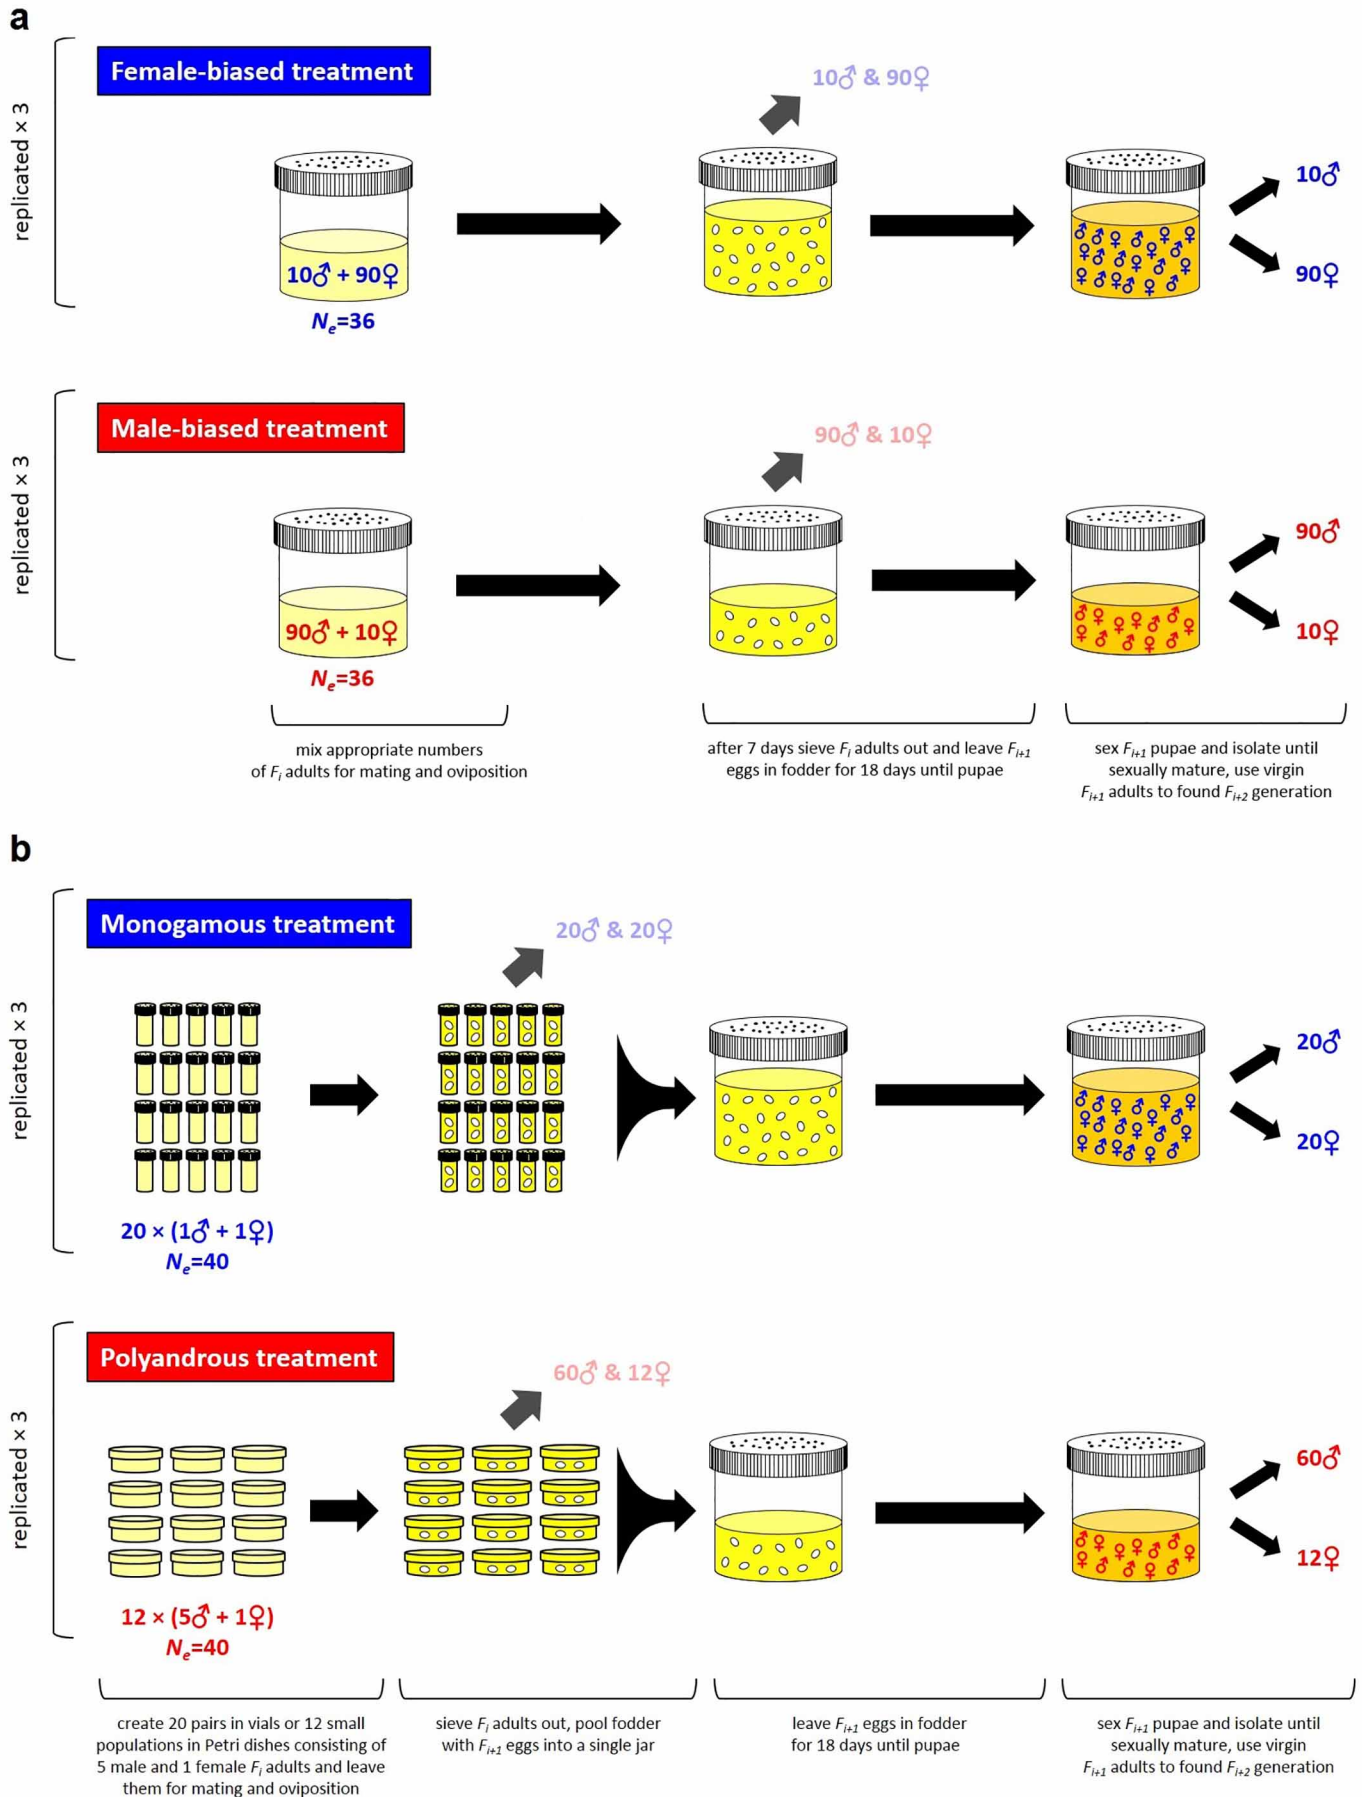 a
replicated × 3
Female-biased treatment
10♂ & 90♀
10♂ + 90♀
Ne=36
10♂
90♀
replicated × 3
Male-biased treatment
90♂ & 10♀
90♂ + 10♀
Ne=36
90♂
10♀
mix appropriate numbers
of Fi adults for mating and oviposition
after 7 days sieve Fi adults out and leave Fi+1
eggs in fodder for 18 days until pupae
sex Fi+1 pupae and isolate until
sexually mature, use virgin
Fi+1 adults to found Fi+2 generation
b
replicated × 3
Monogamous treatment
20♂ & 20♀
20 × (1♂ + 1♀)
Ne=40
20♂
20♀
replicated × 3
Polyandrous treatment
60♂ & 12♀
12 × (5♂ + 1♀)
Ne=40
60♂
12♀
create 20 pairs in vials or 12 small
populations in Petri dishes consisting of
5 male and 1 female Fi adults and leave
them for mating and oviposition
sieve Fi adults out, pool fodder
with Fi+1 eggs into a single jar
leave Fi+1 eggs in fodder
for 18 days until pupae
sex Fi+1 pupae and isolate until
sexually mature, use virgin
Fi+1 adults to found Fi+2 generation